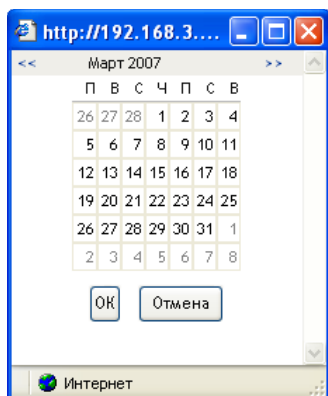 http://192.168.3....
<< Март 2007 >>
П В С Ч П С В
26 27 28 1 2 3 4
5 6 7 8 9 10 11
12 13 14 15 16 17 18
19 20 21 22 23 24 25
26 27 28 29 30 31 1
2 3 4 5 6 7 8
ОК Отмена
Интернет